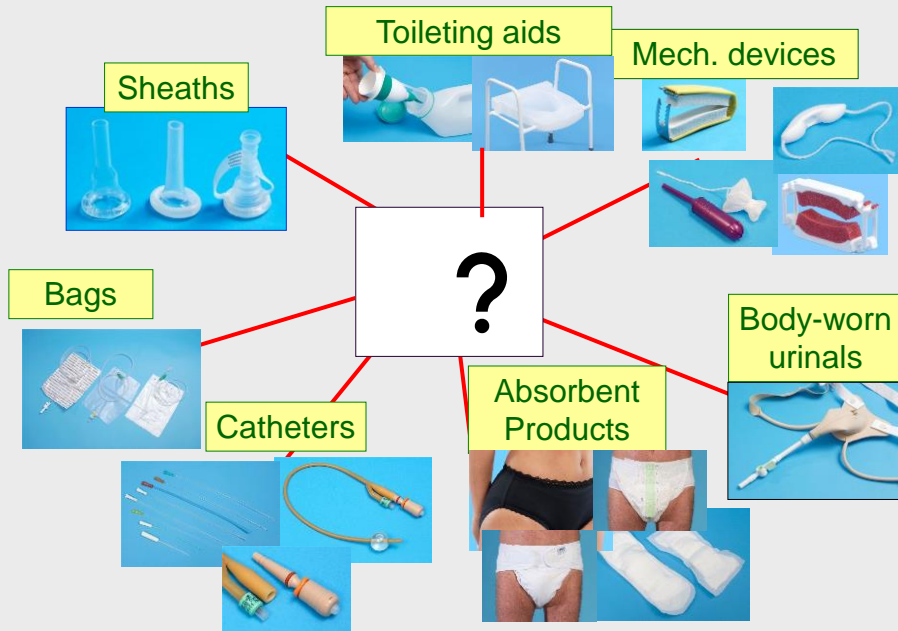 Toileting aids
Mech. devices
Sheaths
?
Bags
Body-worn
urinals
Absorbent
Products
Catheters